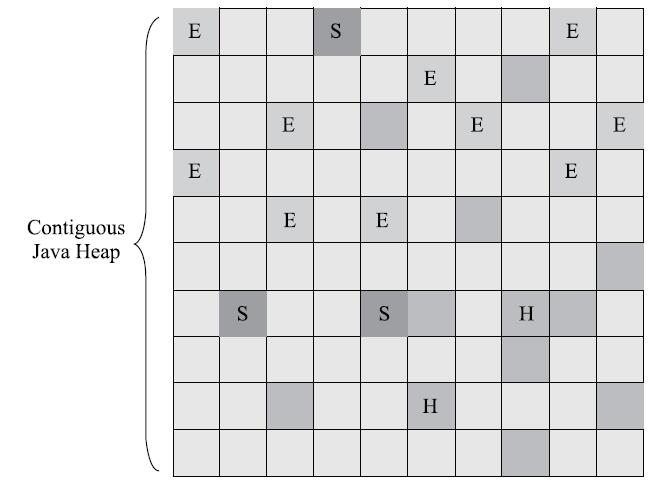 E S E
E
E E E
E E
Contiguous
Java Heap
E E
S S H
H